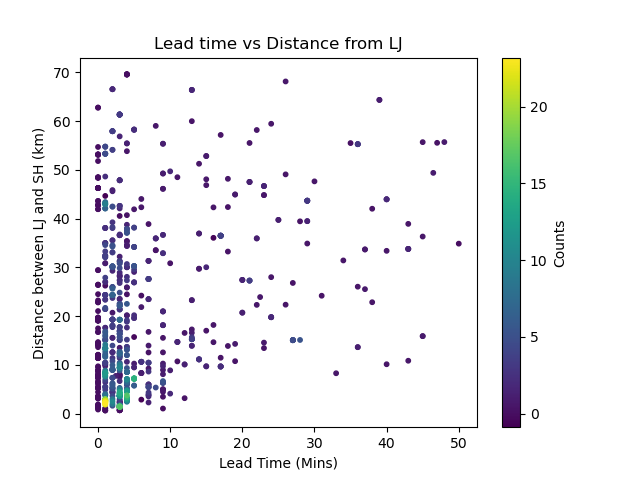 Lead time vs Distance from LJ
Distance between LJ and SH (km)
70
60
50
40
30
20
10
0
0 10 20 30 40 50
Lead Time (Mins)
20
15
10
5
0
Counts